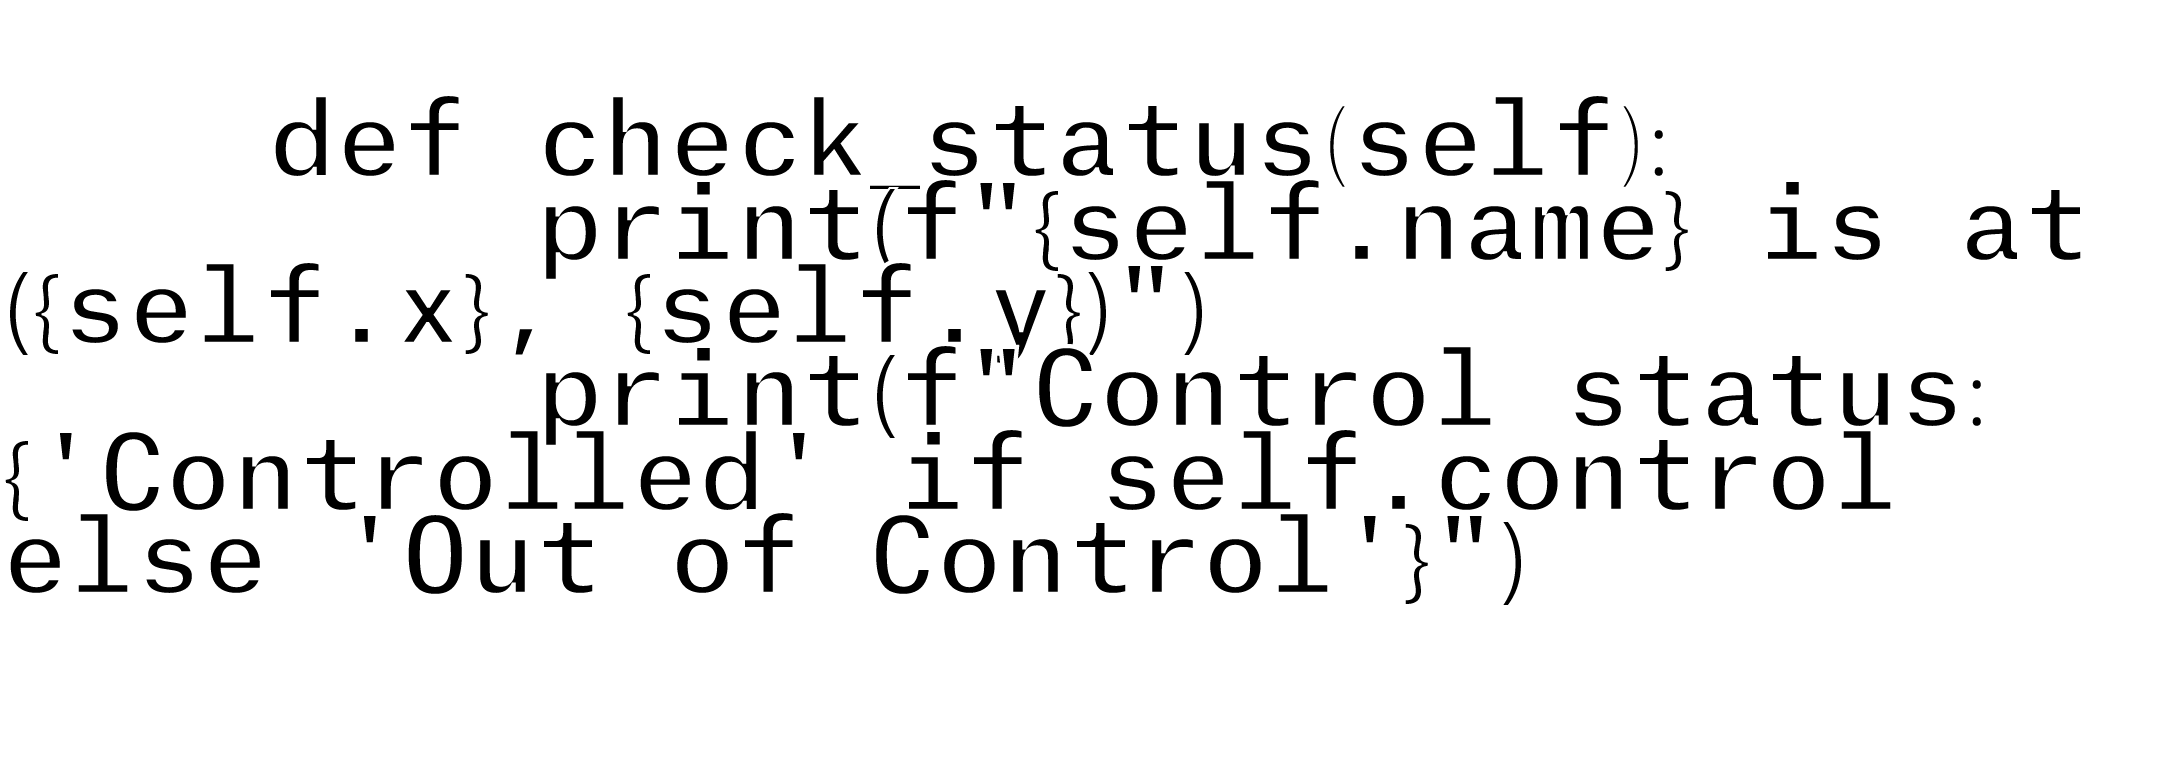 def check_status(self):
print(f"{self.name} is at
({self.x}, {self.y})")
print(f"Control status:
{'Controlled' if self.control
else 'Out of Control'}")